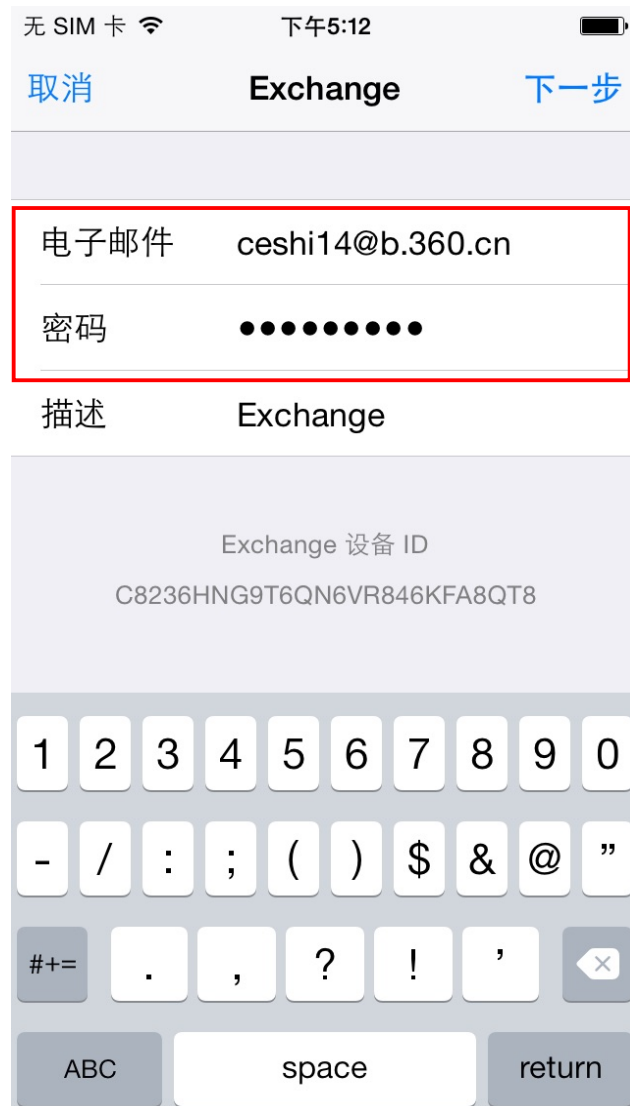 无 SIM 卡 下午5:12
取消 Exchange 下一步
电子邮件 ceshi14@b.360.cn
密码 ●●●●●●●●●
描述 Exchange
Exchange 设备 ID
C8236HNG9T6QN6VR846KFA8QT8
1 2 3 4 5 6 7 8 9 0
- / : ; ( ) $ & @ ”
#+= . , ? ! ’
ABC space return